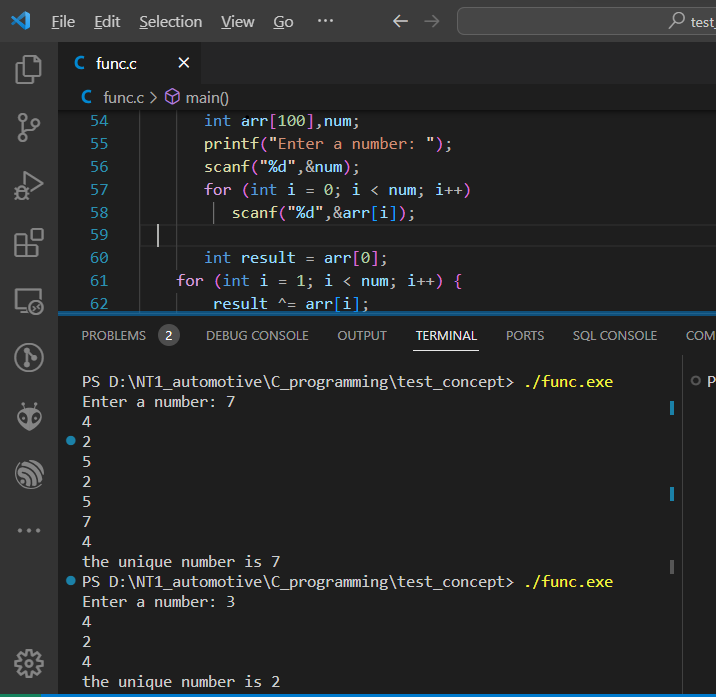 File Edit Selection View Go ··· test_
C func.c ×
C func.c > main()
54 int arr[100],num;
55 printf("Enter a number: ");
56 scanf("%d",&num);
57 for (int i = 0; i < num; i++)
58 scanf("%d",&arr[i]);
59
60 int result = arr[0];
61 for (int i = 1; i < num; i++) {
62 result ^= arr[i];
PROBLEMS 2 DEBUG CONSOLE OUTPUT TERMINAL PORTS SQL CONSOLE COM
PS D:\NT1_automotive\C_programming\test_concept> ./func.exe P
Enter a number: 7
4
2
5
2
5
7
4
the unique number is 7
PS D:\NT1_automotive\C_programming\test_concept> ./func.exe
Enter a number: 3
4
2
4
the unique number is 2